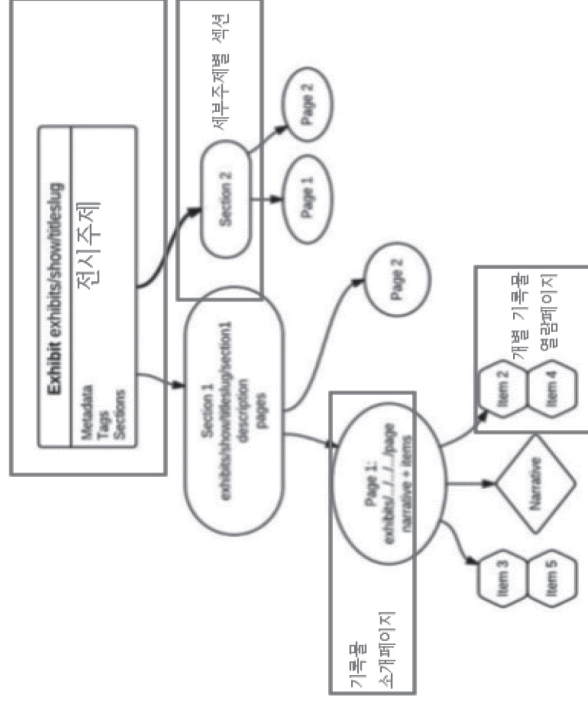 Exhibit exhibits/show/titleslug
Metadata
Tags
Sections
전시주제
Section 1
exhibits/show/titleslug/section1
description
pages
Section 2
세부주제별 섹션
Page 1
Page 2
Page 2
기록물
소개페이지
Page 1:
exhibits/../../../page
narrative + items
Item 3
Item 5
Narrative
Item 2
Item 4
개별 기록물
열람페이지